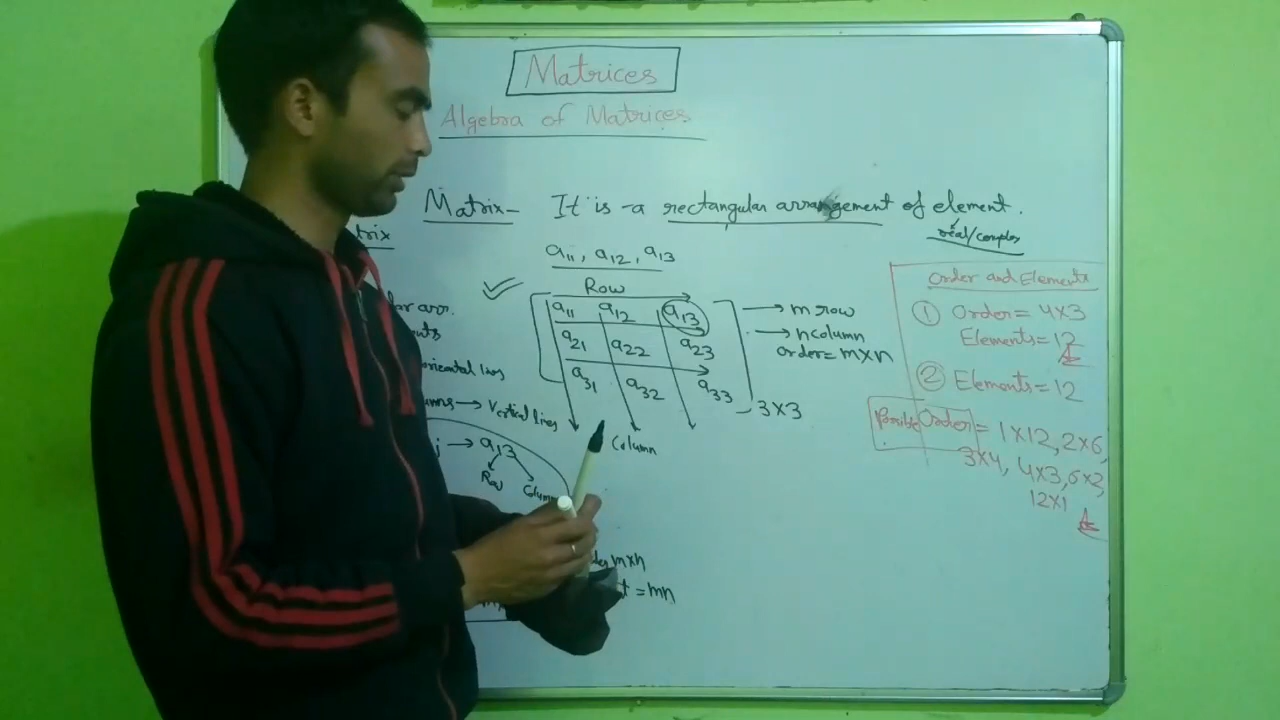 Matrices
Algebra of Matrices
Matrix- It is -a rectangular arrangement of element.
real/complex
trix
a11, a12, a13
Row
a11 a12 a13
a21 a22 a23
a31 a32 a33
→ m row
→ n column
order = m×n
3×3
arr.
lines
→ Vertical lines
Column
j → a13
Row Column
m×n
t = mn
Order and Elements
① Order = 4×3
Elements = 12
② Elements = 12
Possible Order = 1×12, 2×6,
3×4, 4×3, 6×2,
12×1